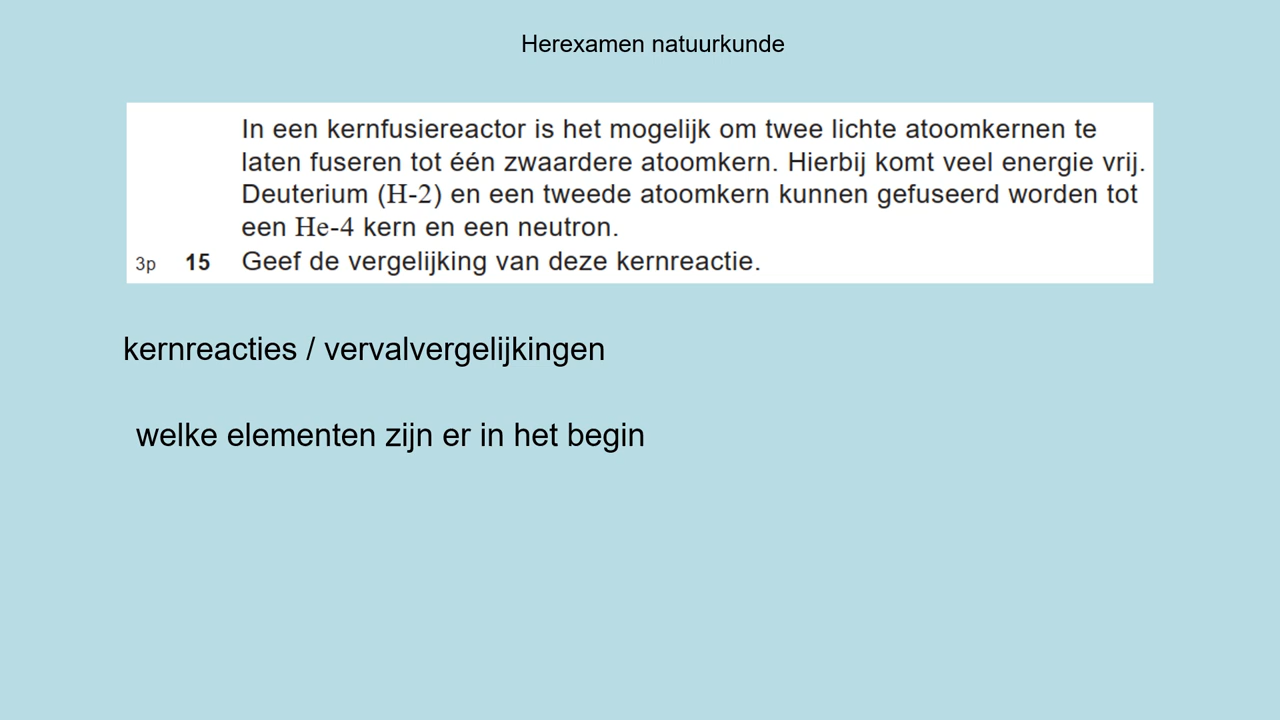 Herexamen natuurkunde
In een kernfusiereactor is het mogelijk om twee lichte atoomkernen te
laten fuseren tot één zwaardere atoomkern. Hierbij komt veel energie vrij.
Deuterium (H-2) en een tweede atoomkern kunnen gefuseerd worden tot
een He-4 kern en een neutron.
3p 15 Geef de vergelijking van deze kernreactie.
kernreacties / vervalvergelijkingen
welke elementen zijn er in het begin